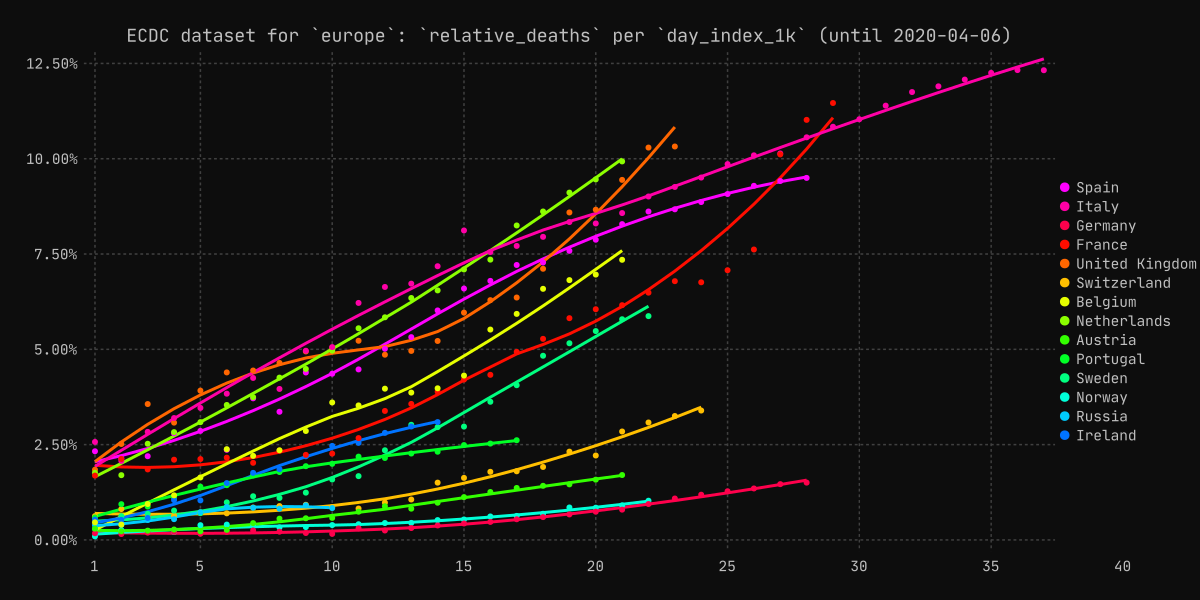 ECDC dataset for `europe`: `relative_deaths` per `day_index_1k` (until 2020-04-06)
12.50%
10.00%
7.50%
5.00%
2.50%
0.00%
1 5 10 15 20 25 30 35 40
Spain
Italy
Germany
France
United Kingdom
Switzerland
Belgium
Netherlands
Austria
Portugal
Sweden
Norway
Russia
Ireland